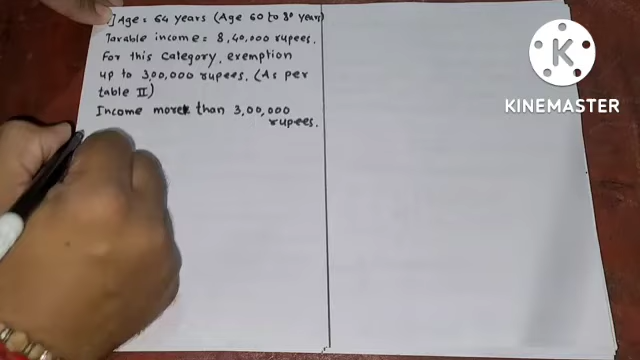 ] Age = 64 years (Age 60 to 80 years)
Taxable income = 8,40,000 rupees.
For this category, exemption
up to 3,00,000 rupees. (As per
table II)
Income more than 3,00,000
rupees.
K
KINEMASTER